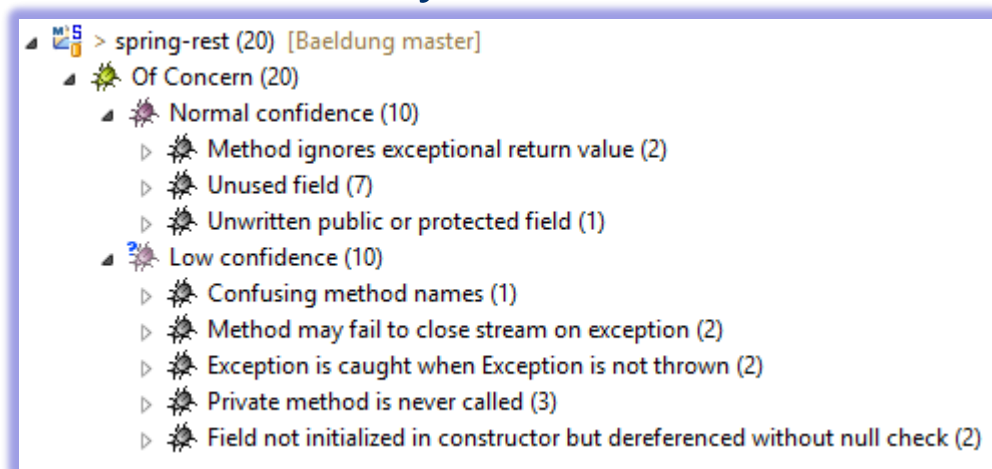 > spring-rest (20) [Baeldung master]
Of Concern (20)
Normal confidence (10)
Method ignores exceptional return value (2)
Unused field (7)
Unwritten public or protected field (1)
Low confidence (10)
Confusing method names (1)
Method may fail to close stream on exception (2)
Exception is caught when Exception is not thrown (2)
Private method is never called (3)
Field not initialized in constructor but dereferenced without null check (2)